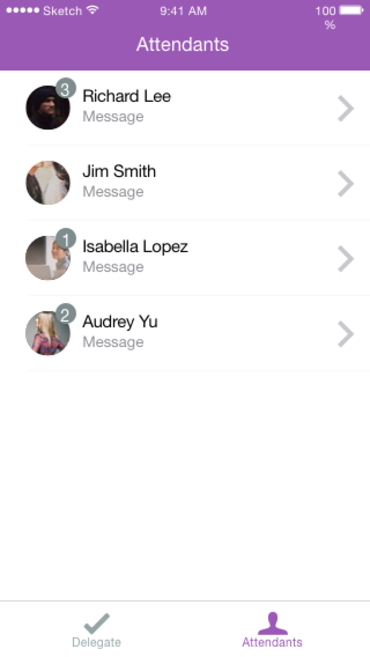 Sketch 9:41 AM 100
%
Attendants
3
Richard Lee
Message
Jim Smith
Message
1
Isabella Lopez
Message
2
Audrey Yu
Message
Delegate Attendants